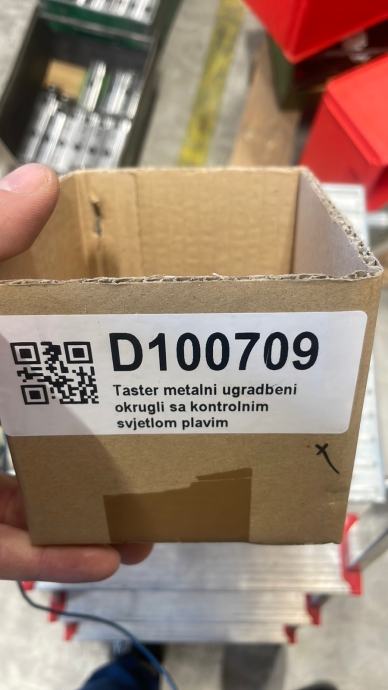 D100709
Taster metalni ugradbeni
okrugli sa kontrolnim
svjetlom plavim